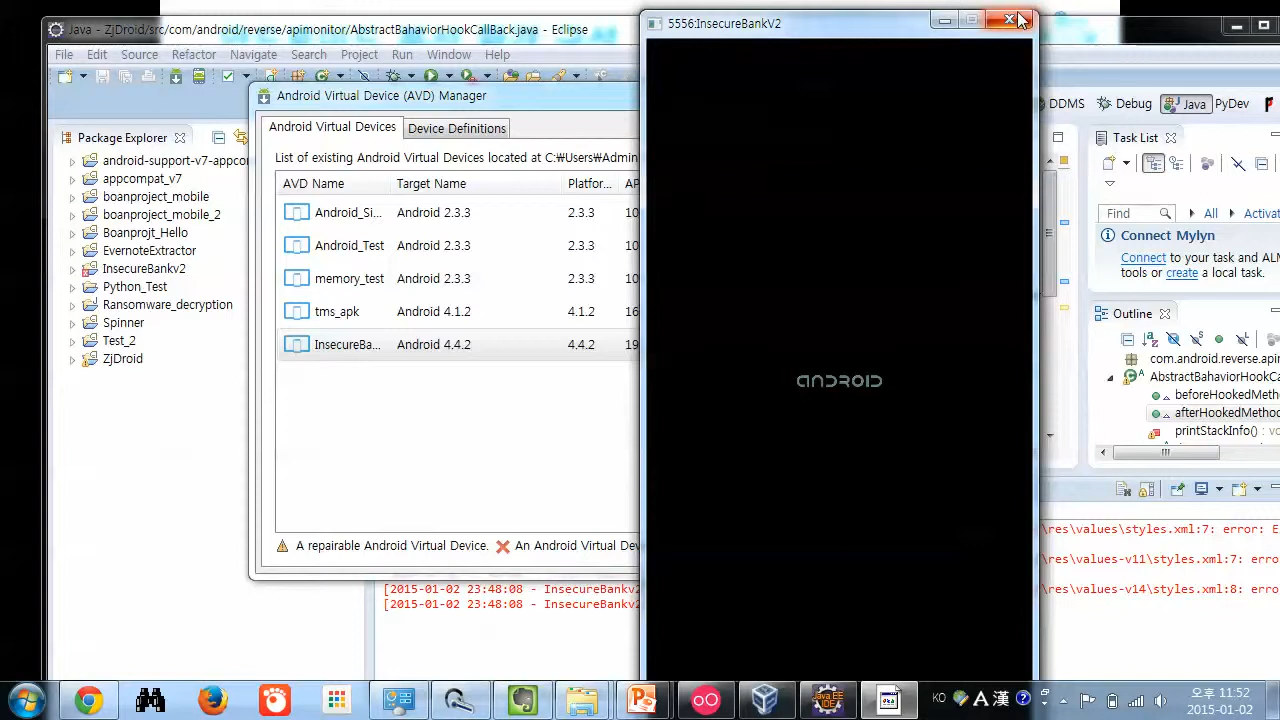 Java - ZjDroid/src/com/android/reverse/apimonitor/AbstractBahaviorHookCallBack.java - Eclipse
5556:InsecureBankV2
File Edit Source Refactor Navigate Search Project Run Window Help
Android Virtual Device (AVD) Manager
DDMS Debug Java PyDev
Package Explorer
Android Virtual Devices Device Definitions
Task List
List of existing Android Virtual Devices located at C:₩Users₩Admin
android-support-v7-appco
appcompat_v7
boanproject_mobile
boanproject_mobile_2
Boanprojt_Hello
EvernoteExtractor
InsecureBankv2
Python_Test
Ransomware_decryption
Spinner
Test_2
ZjDroid
AVD Name Target Name Platfor... AP
Android_Si... Android 2.3.3 2.3.3 10
Android_Test Android 2.3.3 2.3.3 10
memory_test Android 2.3.3 2.3.3 10
tms_app Android 4.1.2 4.1.2 16
InsecureBa... Android 4.4.2 4.4.2 19
A repairable Android Virtual Device. An Android Virtual Dev
ANDROID
Find All Activat
Connect Mylyn
Connect to your task and ALM
tools or create a local task.
Outline
com.android.reverse.apin
AbstractBahaviorHookCa
beforeHookedMetho
afterHookedMethod
printStackInfo() : vo
\res\values\styles.xml:7: error: E
\res\values-v11\styles.xml:7: erro
\res\values-v14\styles.xml:8: erro
[2015-01-02 23:48:08 - InsecureBankv2
[2015-01-02 23:48:08 - InsecureBankv2
KO A 漢
오후 11:52
2015-01-02